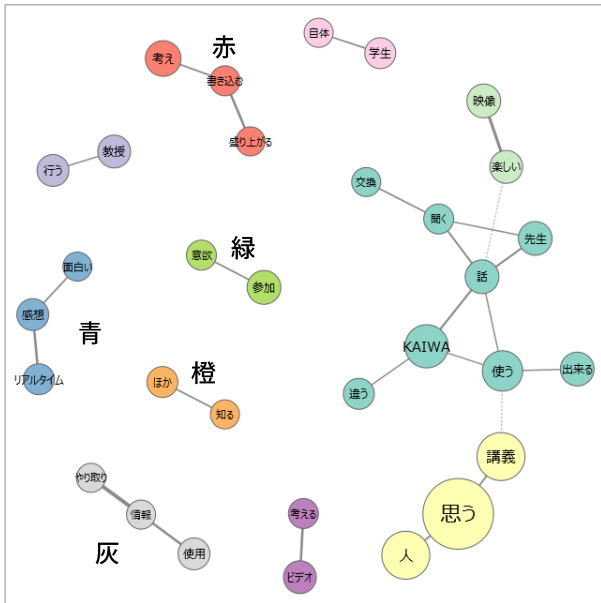 自体
学生
赤
考え
書き込む
盛り上がる
映像
楽しい
教授
行う
交換
聞く
先生
緑
意欲
参加
話
面白い
感想
リアルタイム
青
KAIWA
使う
出来る
違う
橙
ほか
知る
講義
思う
人
やり取り
情報
使用
灰
考える
ビデオ